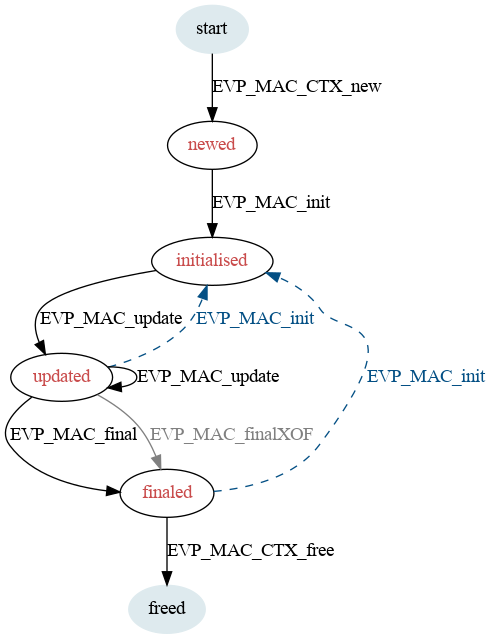 start
EVP_MAC_CTX_new
newed
EVP_MAC_init
initialised
EVP_MAC_update
EVP_MAC_init
updated
EVP_MAC_update
EVP_MAC_init
EVP_MAC_final
EVP_MAC_finalXOF
finaled
EVP_MAC_CTX_free
freed